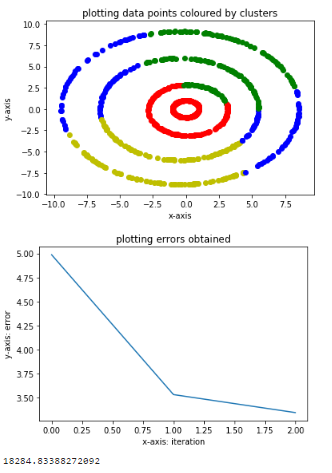 plotting data points coloured by clusters
10.0
7.5
5.0
2.5
0.0
−2.5
−5.0
−7.5
−10.0
y-axis
−10.0 −7.5 −5.0 −2.5 0.0 2.5 5.0 7.5
x-axis
plotting errors obtained
5.00
4.75
4.50
4.25
4.00
3.75
3.50
y-axis: error
0.00 0.25 0.50 0.75 1.00 1.25 1.50 1.75 2.00
x-axis: iteration
18284.83388272092